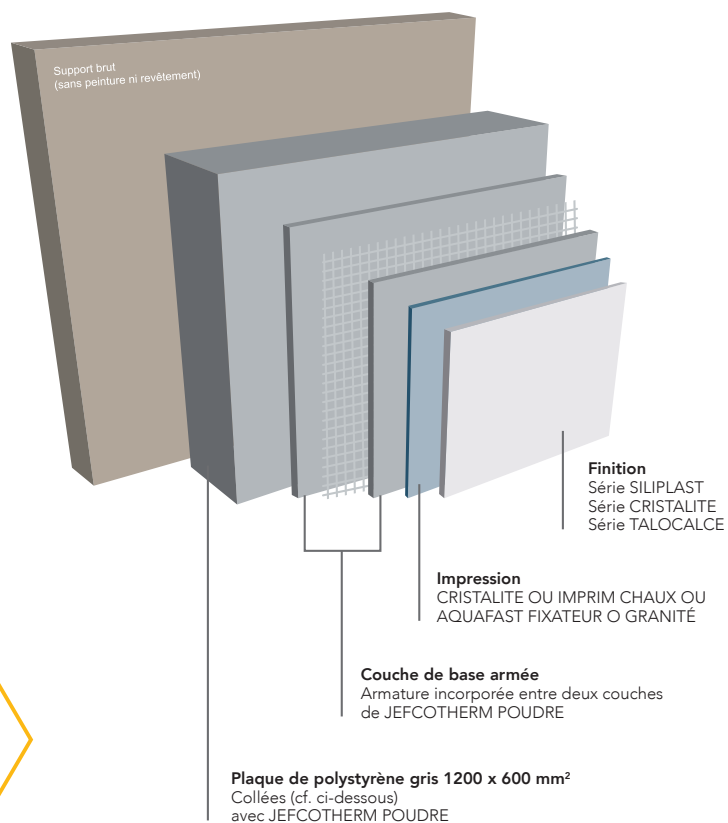 Support brut
(sans peinture ni revêtement)
Finition
Série SILIPLAST
Série CRISTALITE
Série TALOCALCE
Impression
CRISTALITE OU IMPRIM CHAUX OU
AQUAFAST FIXATEUR O GRANITÉ
Couche de base armée
Armature incorporée entre deux couches
de JEFCOTHERM POUDRE
Plaque de polystyrène gris 1200 x 600 mm²
Collées (cf. ci-dessous)
avec JEFCOTHERM POUDRE